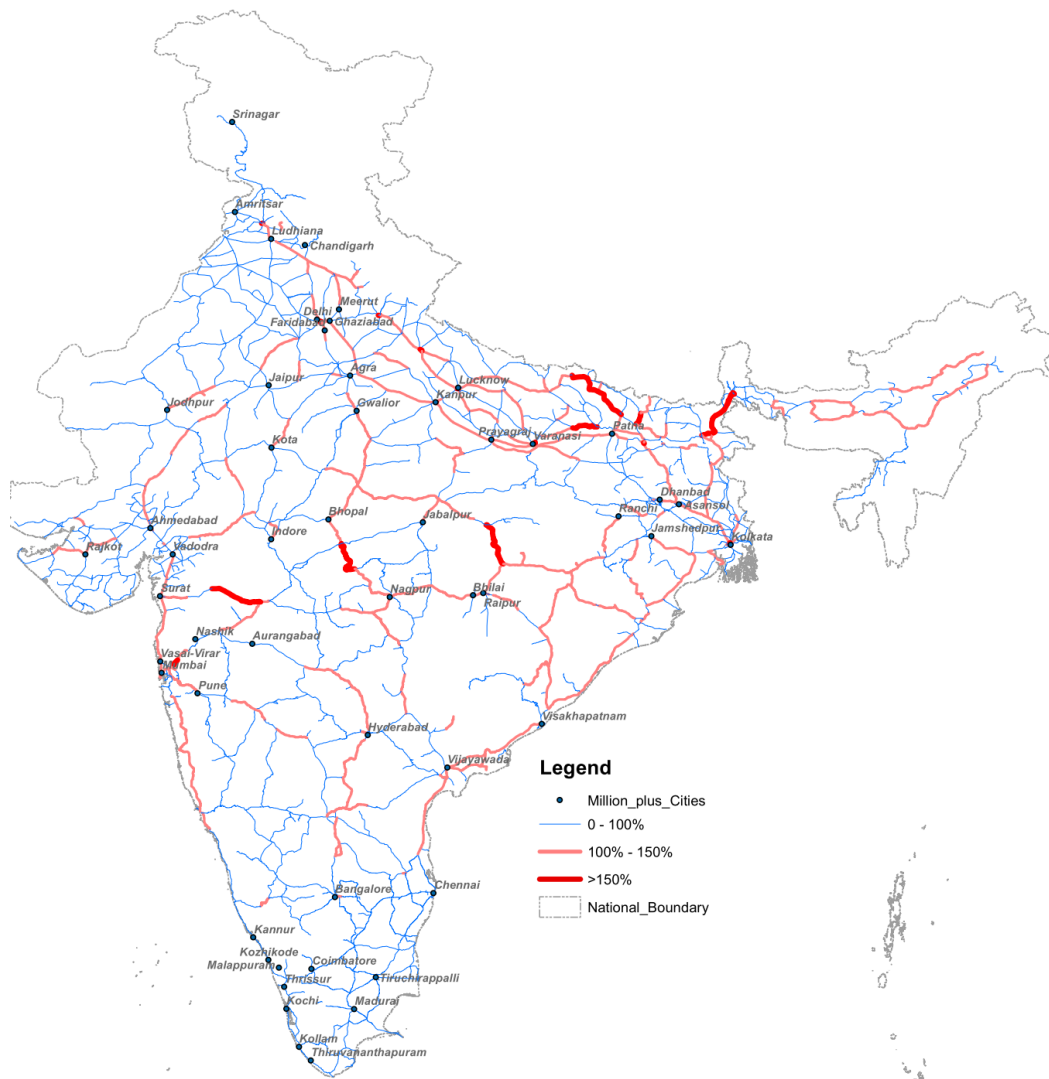 Srinagar
Amritsar
Ludhiana
Chandigarh
Meerut
Delhi
Faridabad
Ghaziabad
Agra
Jaipur
Lucknow
Jodhpur
Kanpur
Gwalior
Kota
Prayagraj
Varanasi
Patna
Dhanbad
Asansol
Ranchi
Bhopal
Jabalpur
Ahmedabad
Indore
Jamshedpur
Kolkata
Rajkot
Vadodra
Surat
Nagpur
Bhilai
Raipur
Nashik
Aurangabad
Vasai-Virar
Mumbai
Pune
Hyderabad
Visakhapatnam
Vijayawada
Legend
Million_plus_Cities
0 - 100%
100% - 150%
>150%
National_Boundary
Bangalore
Chennai
Kannur
Kozhikode
Malappuram
Coimbatore
Thrissur
Tiruchirappalli
Kochi
Madurai
Kollam
Thiruvananthapuram